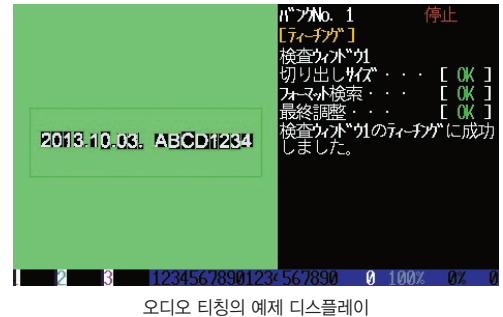 バンクNo. 1 停止
[ティーチング]
検査ウィンドウ1
切り出しサイズ・・・ [ OK ]
フォーマット検索・・・ [ OK ]
最終調整・・・ [ OK ]
検査ウィンドウ1のティーチングに成功
しました。
2013.10.03. ABCD1234
1 2 3 12345678901234 567890 0 100% 0% 0
오디오 티칭의 예제 디스플레이